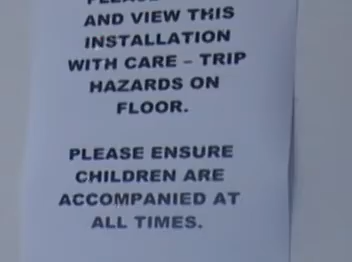 AND VIEW THIS
INSTALLATION
WITH CARE – TRIP
HAZARDS ON
FLOOR.
PLEASE ENSURE
CHILDREN ARE
ACCOMPANIED AT
ALL TIMES.